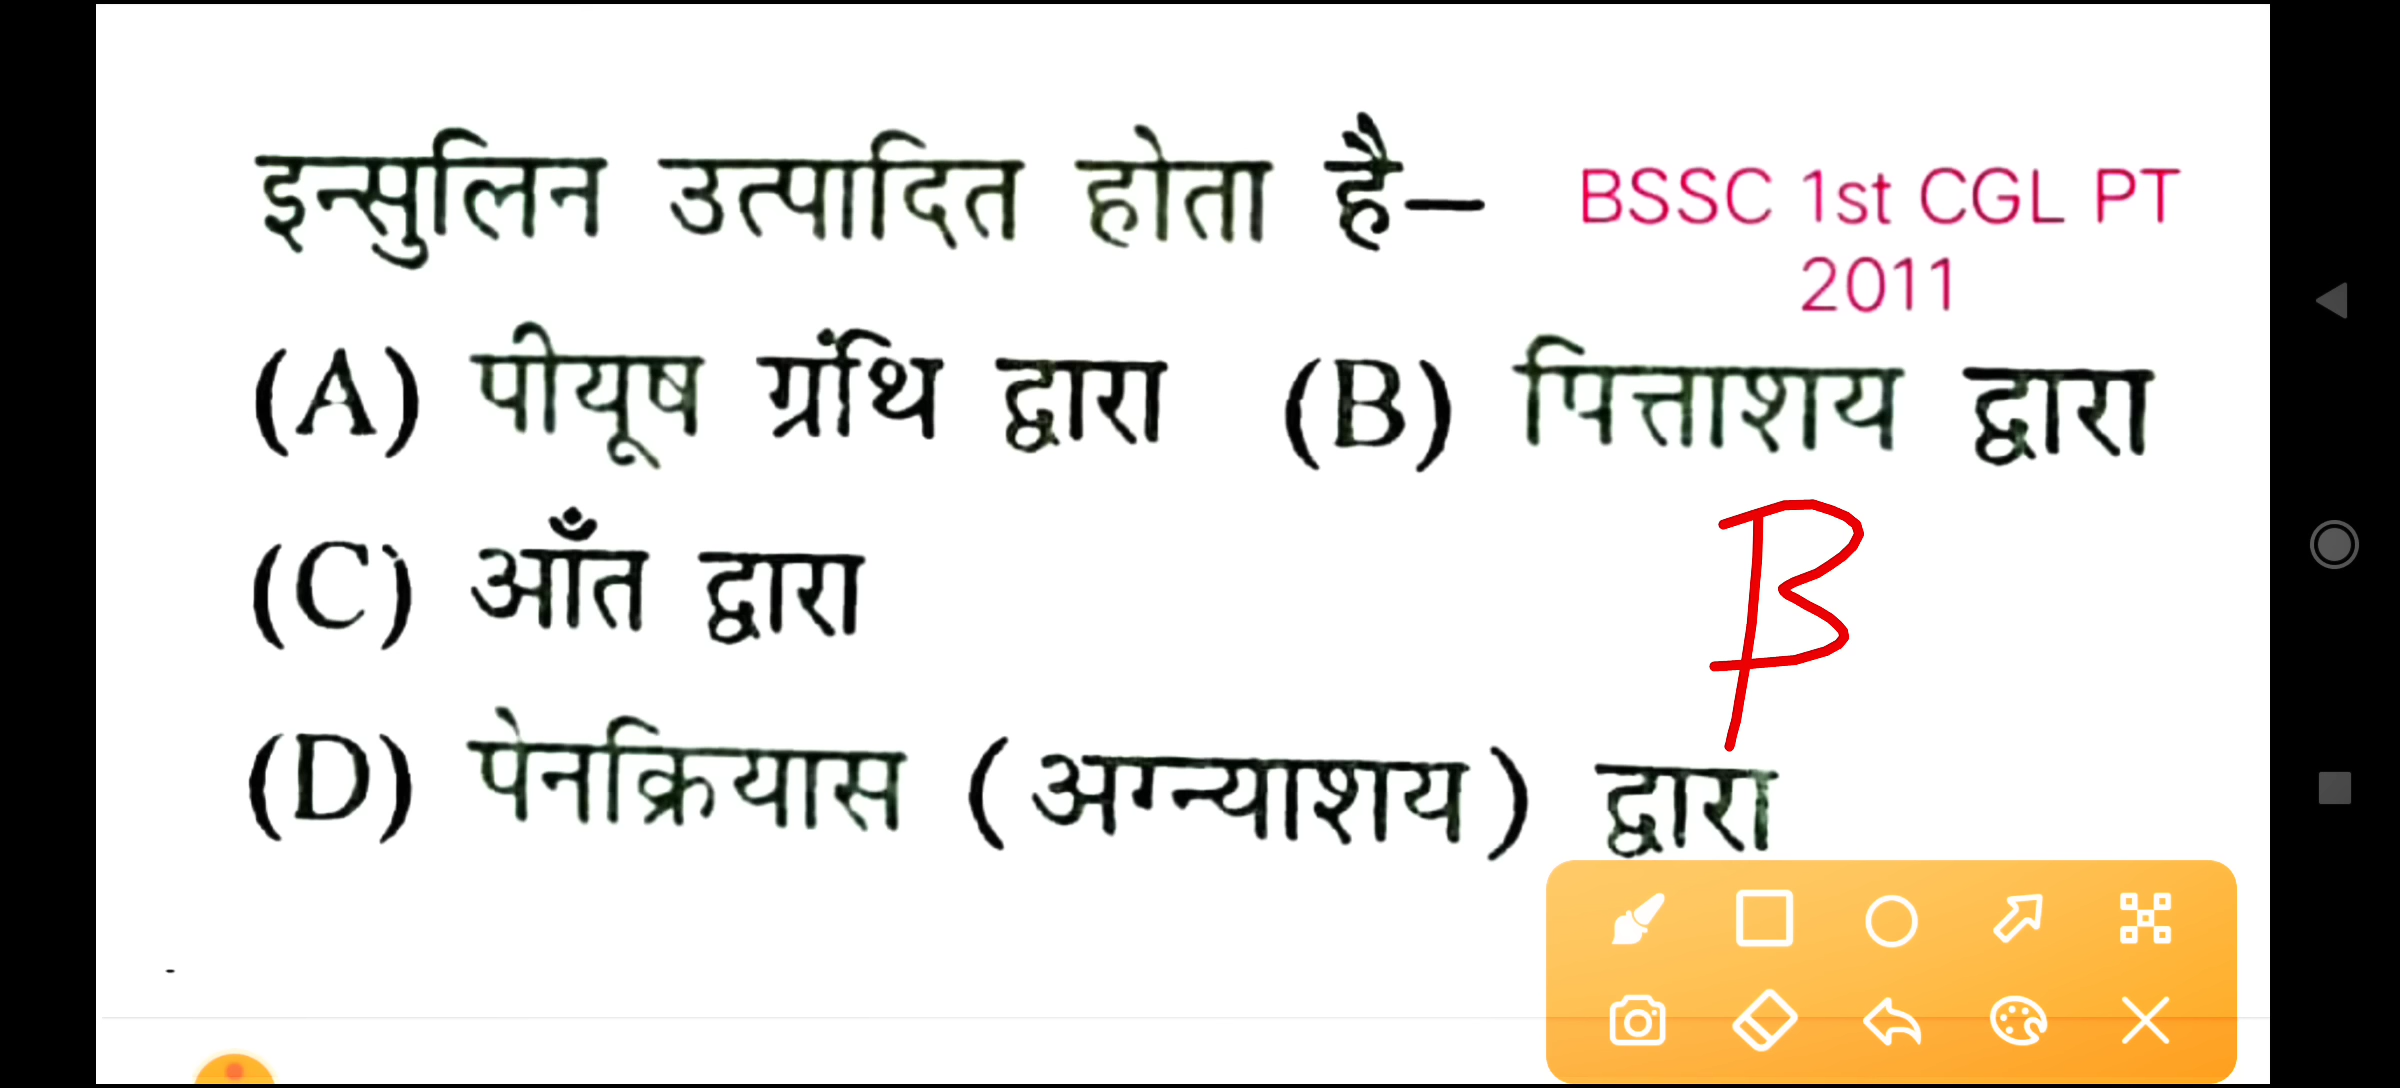 इन्सुलिन उत्पादित होता है– BSSC 1st CGL PT
2011
(A) पीयूष ग्रंथि द्वारा (B) पित्ताशय द्वारा
(C) आँत द्वारा
β
(D) पेनक्रियास (अग्न्याशय) द्वारा